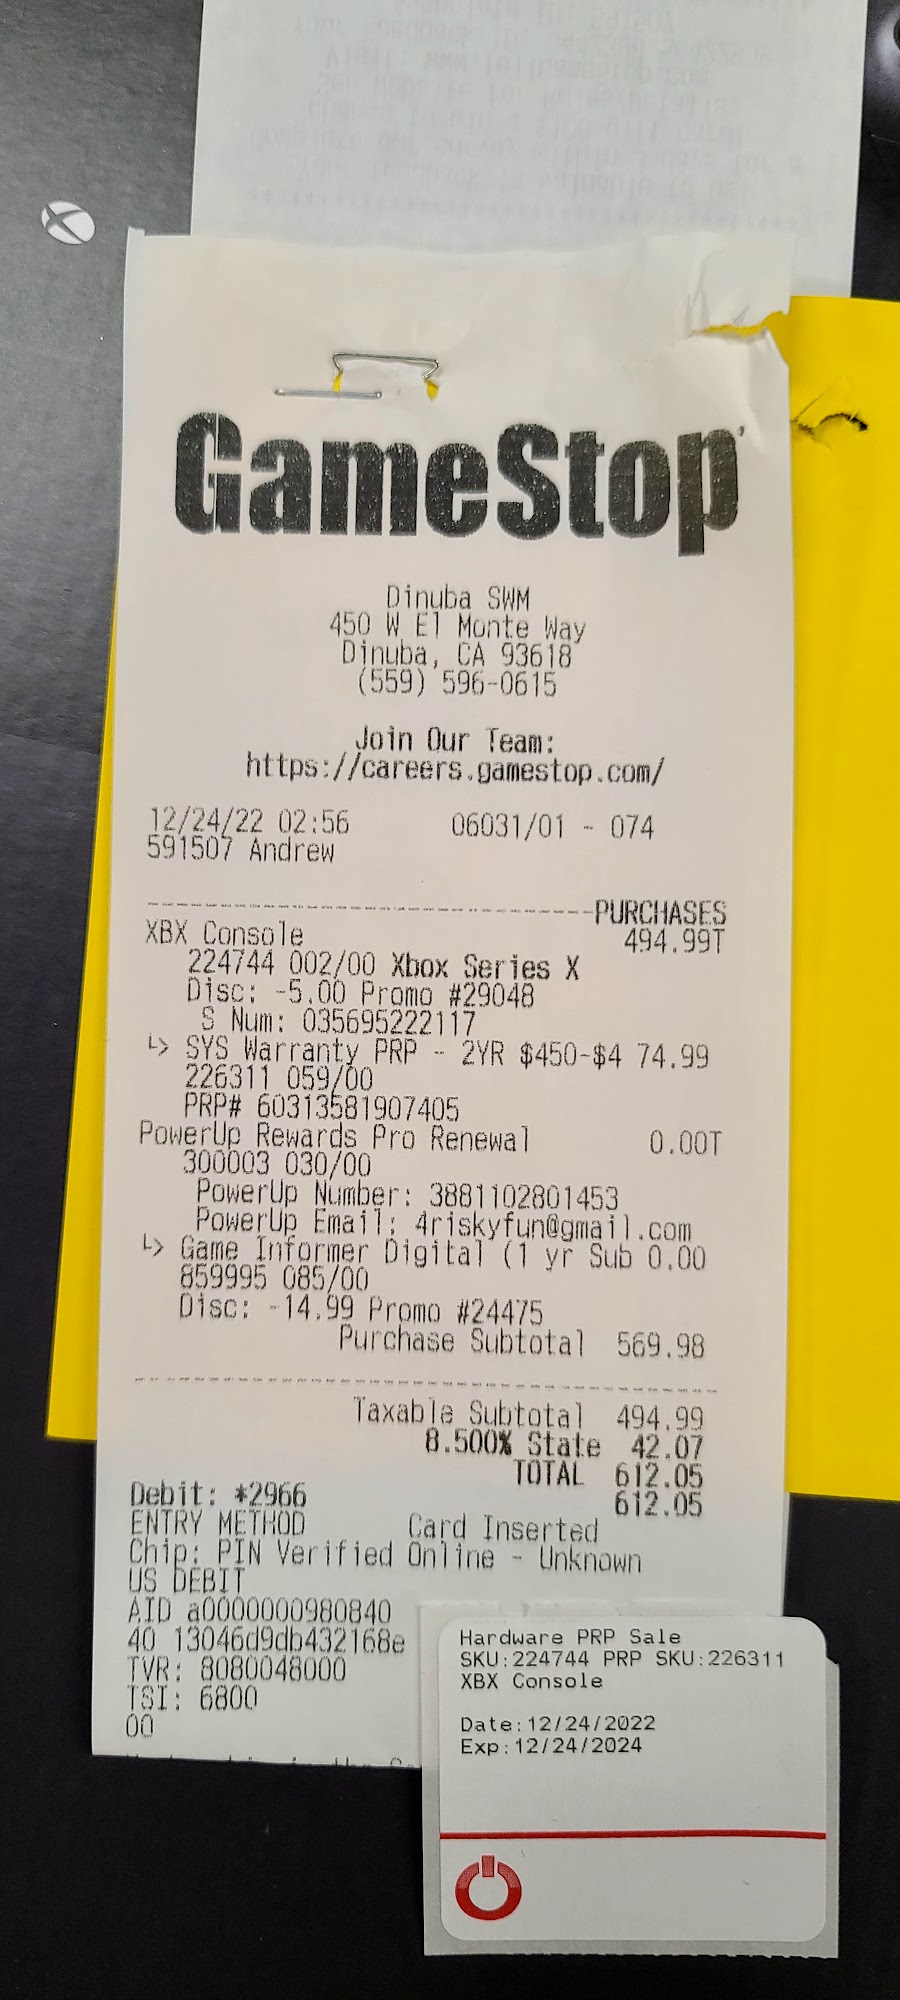 GameStop
Dinuba SWM
450 W El Monte Way
Dinuba, CA 93618
(559) 596-0615
Join Our Team:
https://careers.gamestop.com/
12/24/22 02:56 06031/01 - 074
591507 Andrew
PURCHASES
XBX Console 494.99T
224744 002/00 Xbox Series X
Disc: -5.00 Promo #29048
S Num: 035695222117
↳ SYS Warranty PRP - 2YR $450-$4 74.99
226311 059/00
PRP# 60313581907405
PowerUp Rewards Pro Renewal 0.00T
300003 030/00
PowerUp Number: 3881102801453
PowerUp Email: 4riskyfun@gmail.com
↳ Game Informer Digital (1 yr Sub 0.00
859995 085/00
Disc: -14.99 Promo #24475
Purchase Subtotal 569.98
Taxable Subtotal 494.99
8.500% State 42.07
TOTAL 612.05
Debit: *2966 612.05
ENTRY METHOD Card Inserted
Chip: PIN Verified Online - Unknown
US DEBIT
AID a0000000980840
40 13046d9db432168e
TVR: 8080048000
TSI: 6800
00
Hardware PRP Sale
SKU:224744 PRP SKU:226311
XBX Console
Date:12/24/2022
Exp:12/24/2024